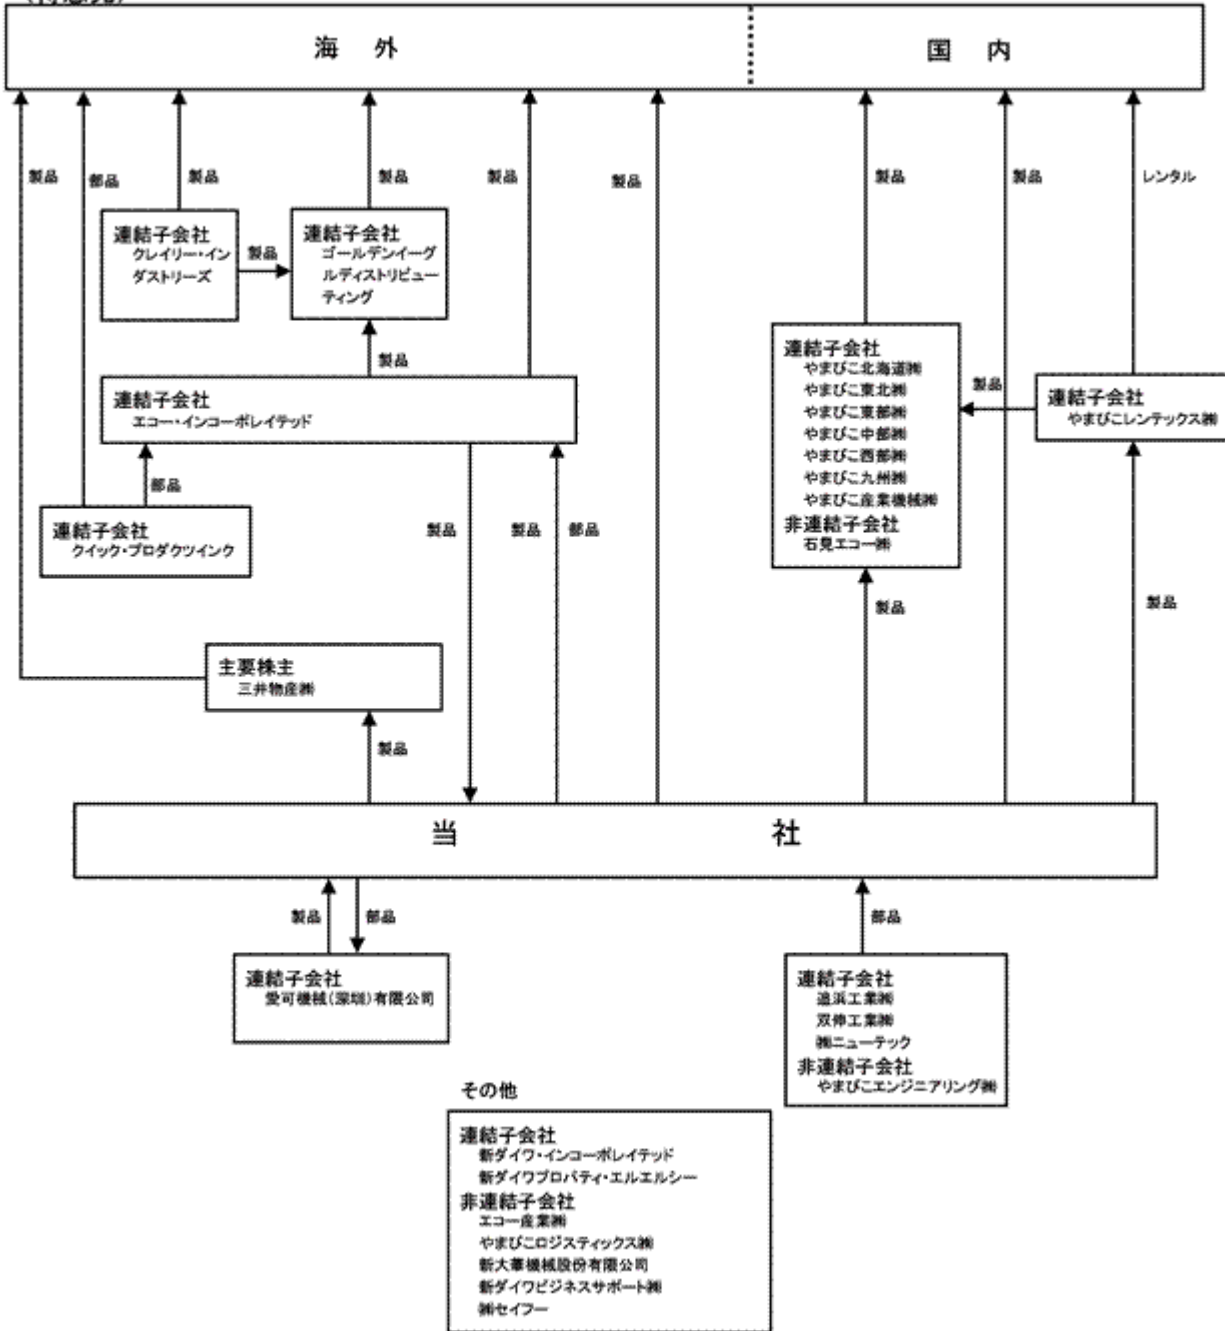 海外
国内
製品
部品
製品
製品
製品
製品
製品
製品
レンタル
連結子会社
クレイリー・イン
ダストリーズ
製品
連結子会社
ゴールデンイーグ
ルディストリビュー
ティング
製品
連結子会社
エコー・インコーポレイテッド
連結子会社
やまびこ北海道㈱
やまびこ東北㈱
やまびこ東部㈱
やまびこ中部㈱
やまびこ西部㈱
やまびこ九州㈱
やまびこ産業機械㈱
非連結子会社
石見エコー㈱
製品
連結子会社
やまびこレンテックス㈱
部品
連結子会社
クイック・プロダクツインク
製品
製品
部品
製品
製品
主要株主
三井物産㈱
製品
当社
製品
部品
部品
連結子会社
愛可機械(深圳)有限公司
連結子会社
追浜工業㈱
双伸工業㈱
㈱ニューテック
非連結子会社
やまびこエンジニアリング㈱
その他
連結子会社
新ダイワ・インコーポレイテッド
新ダイワプロパティ・エルエルシー
非連結子会社
エコー産業㈱
やまびこロジスティックス㈱
新大華機械股份有限公司
新ダイワビジネスサポート㈱
㈱セイフー